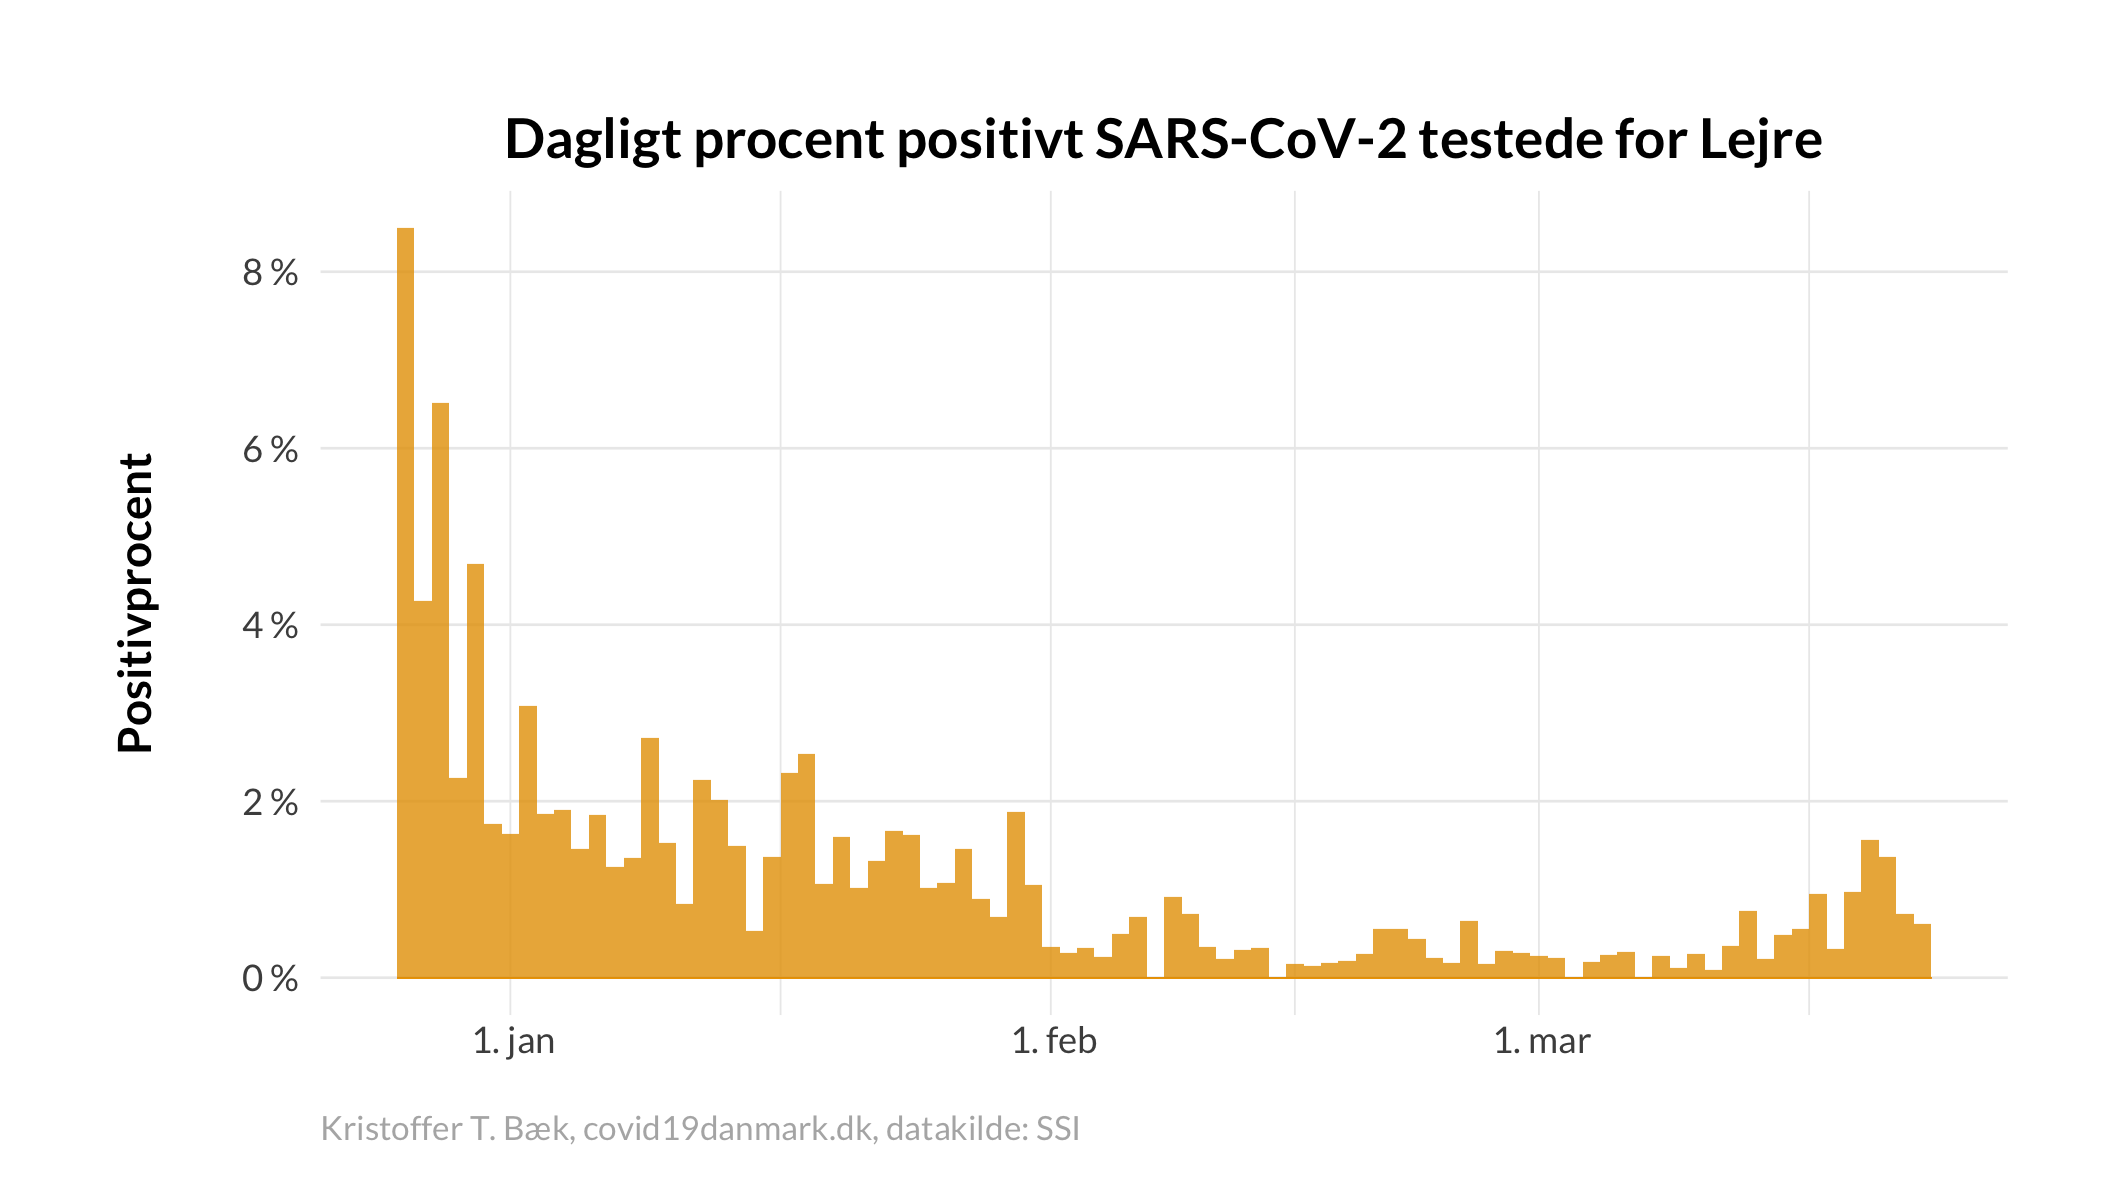 Dagligt procent positivt SARS-CoV-2 testede for Lejre
Positivprocent
8 %
6 %
4 %
2 %
0 %
1. jan
1. feb
1. mar
Kristoffer T. Bæk, covid19danmark.dk, datakilde: SSI